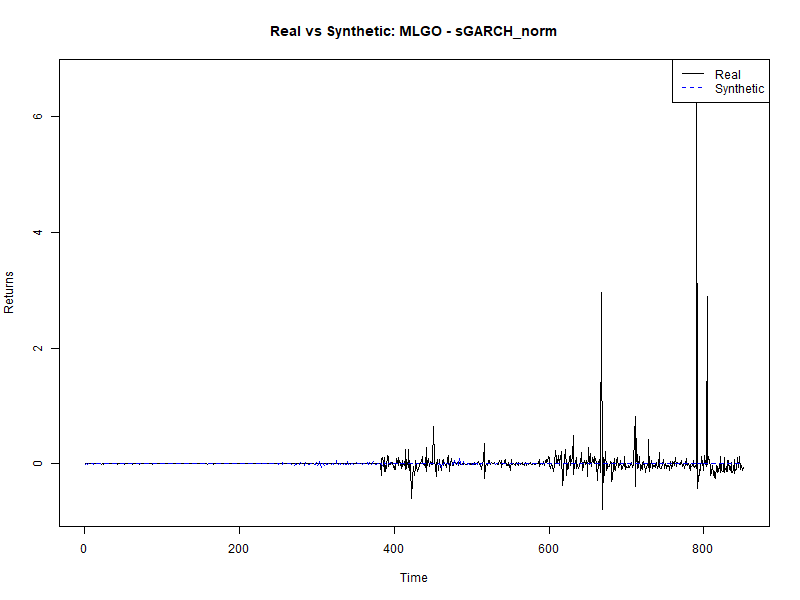 Real vs Synthetic: MLGO - sGARCH_norm
Real
Synthetic
6
4
2
0
Returns
0
200
400
600
800
Time